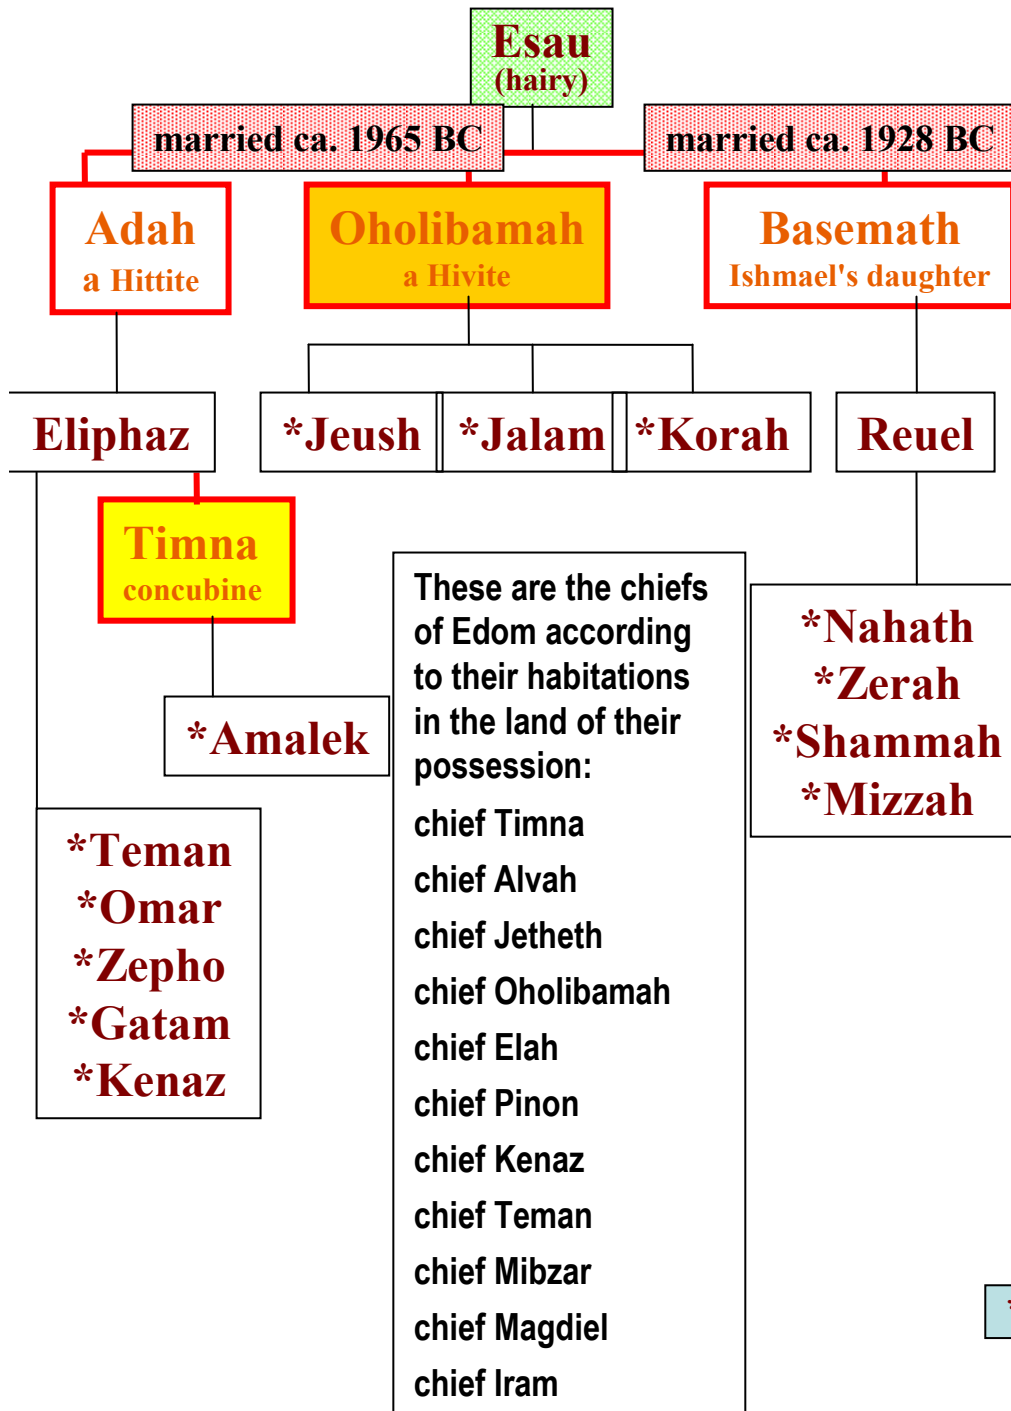 Esau
(hairy)
married ca. 1965 BC
married ca. 1928 BC
Adah
a Hittite
Oholibamah
a Hivite
Basemath
Ishmael's daughter
Eliphaz
*Jeush
*Jalam
*Korah
Reuel
Timna
concubine
*Amalek
*Teman
*Omar
*Zepho
*Gatam
*Kenaz
These are the chiefs
of Edom according
to their habitations
in the land of their
possession:
chief Timna
chief Alvah
chief Jetheth
chief Oholibamah
chief Elah
chief Pinon
chief Kenaz
chief Teman
chief Mibzar
chief Magdiel
chief Iram
*Nahath
*Zerah
*Shammah
*Mizzah
*